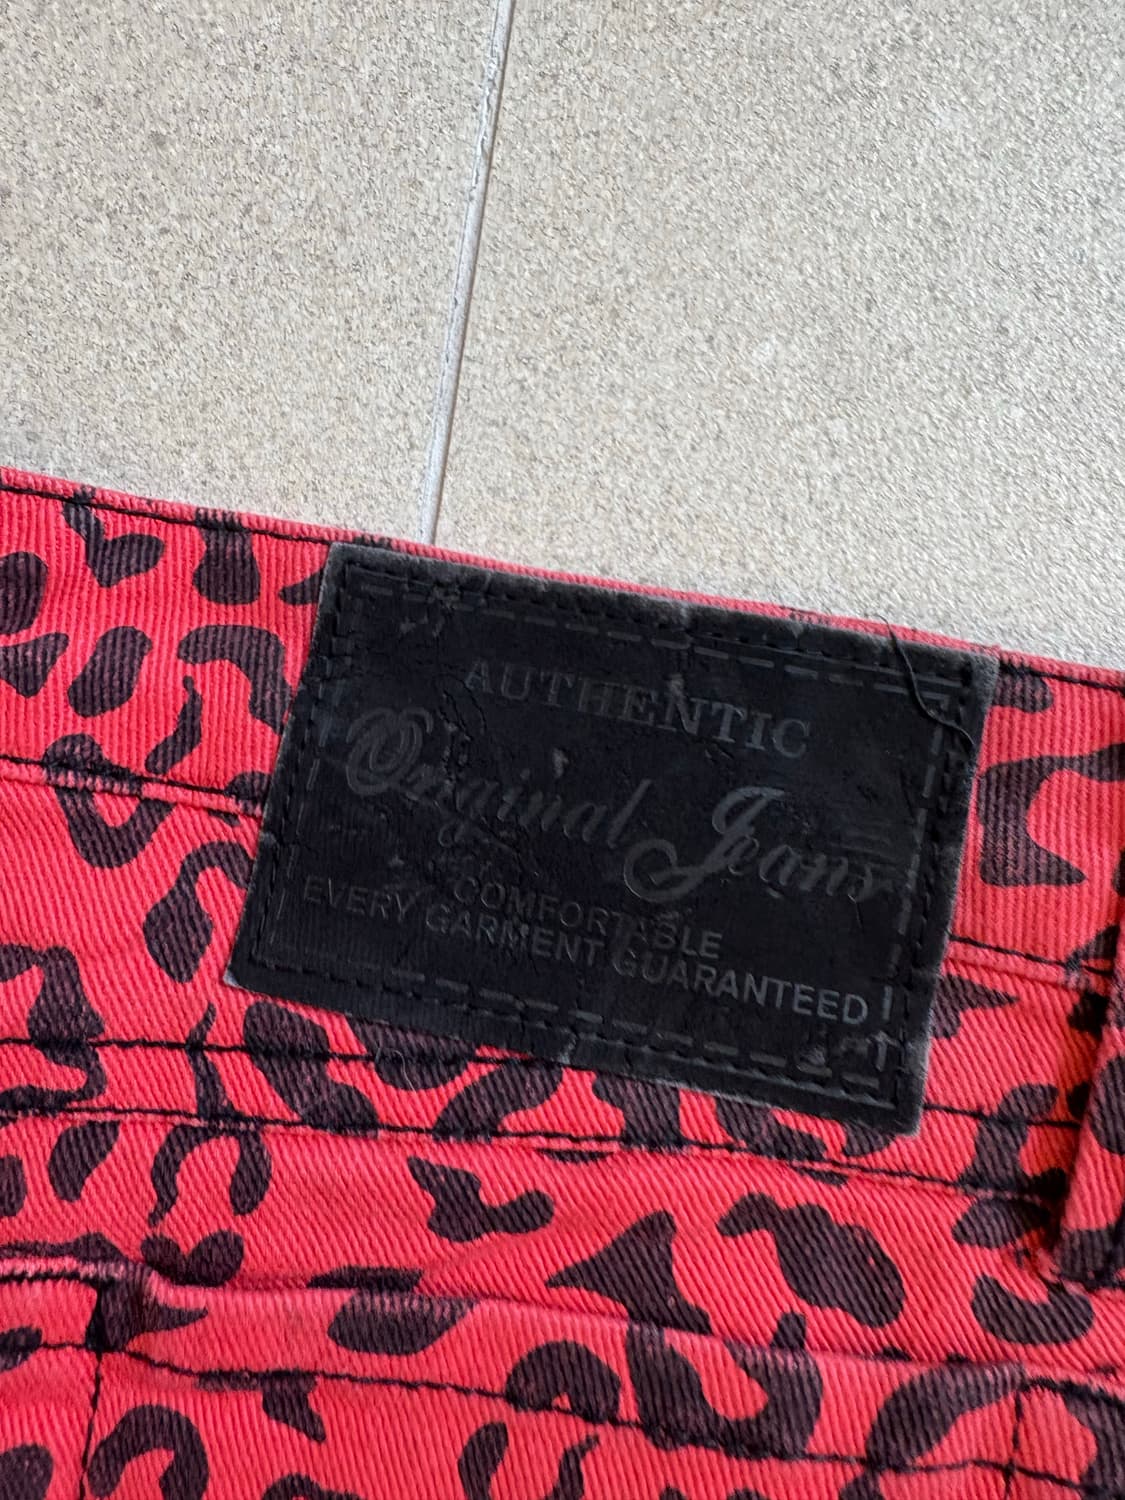 AUTHENTIC
Original Jeans
COMFORTABLE
EVERY GARMENT GUARANTEED